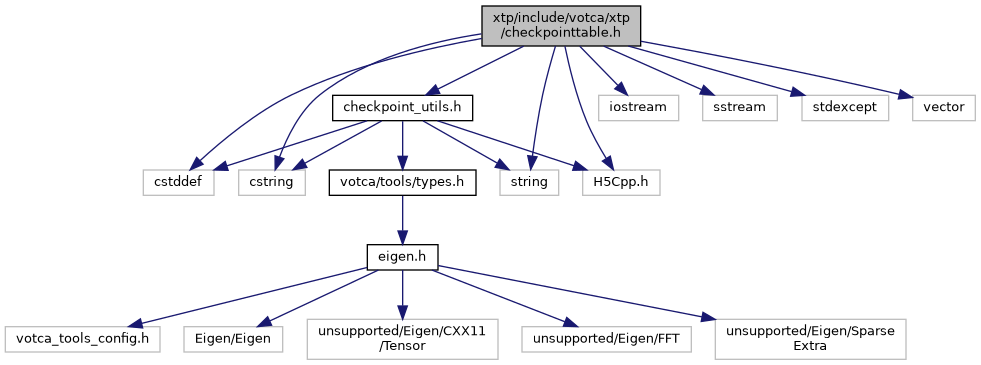 xtp/include/votca/xtp
/checkpointtable.h
checkpoint_utils.h
iostream
sstream
stdexcept
vector
cstddef
cstring
votca/tools/types.h
string
H5Cpp.h
eigen.h
votca_tools_config.h
Eigen/Eigen
unsupported/Eigen/CXX11
/Tensor
unsupported/Eigen/FFT
unsupported/Eigen/Sparse
Extra